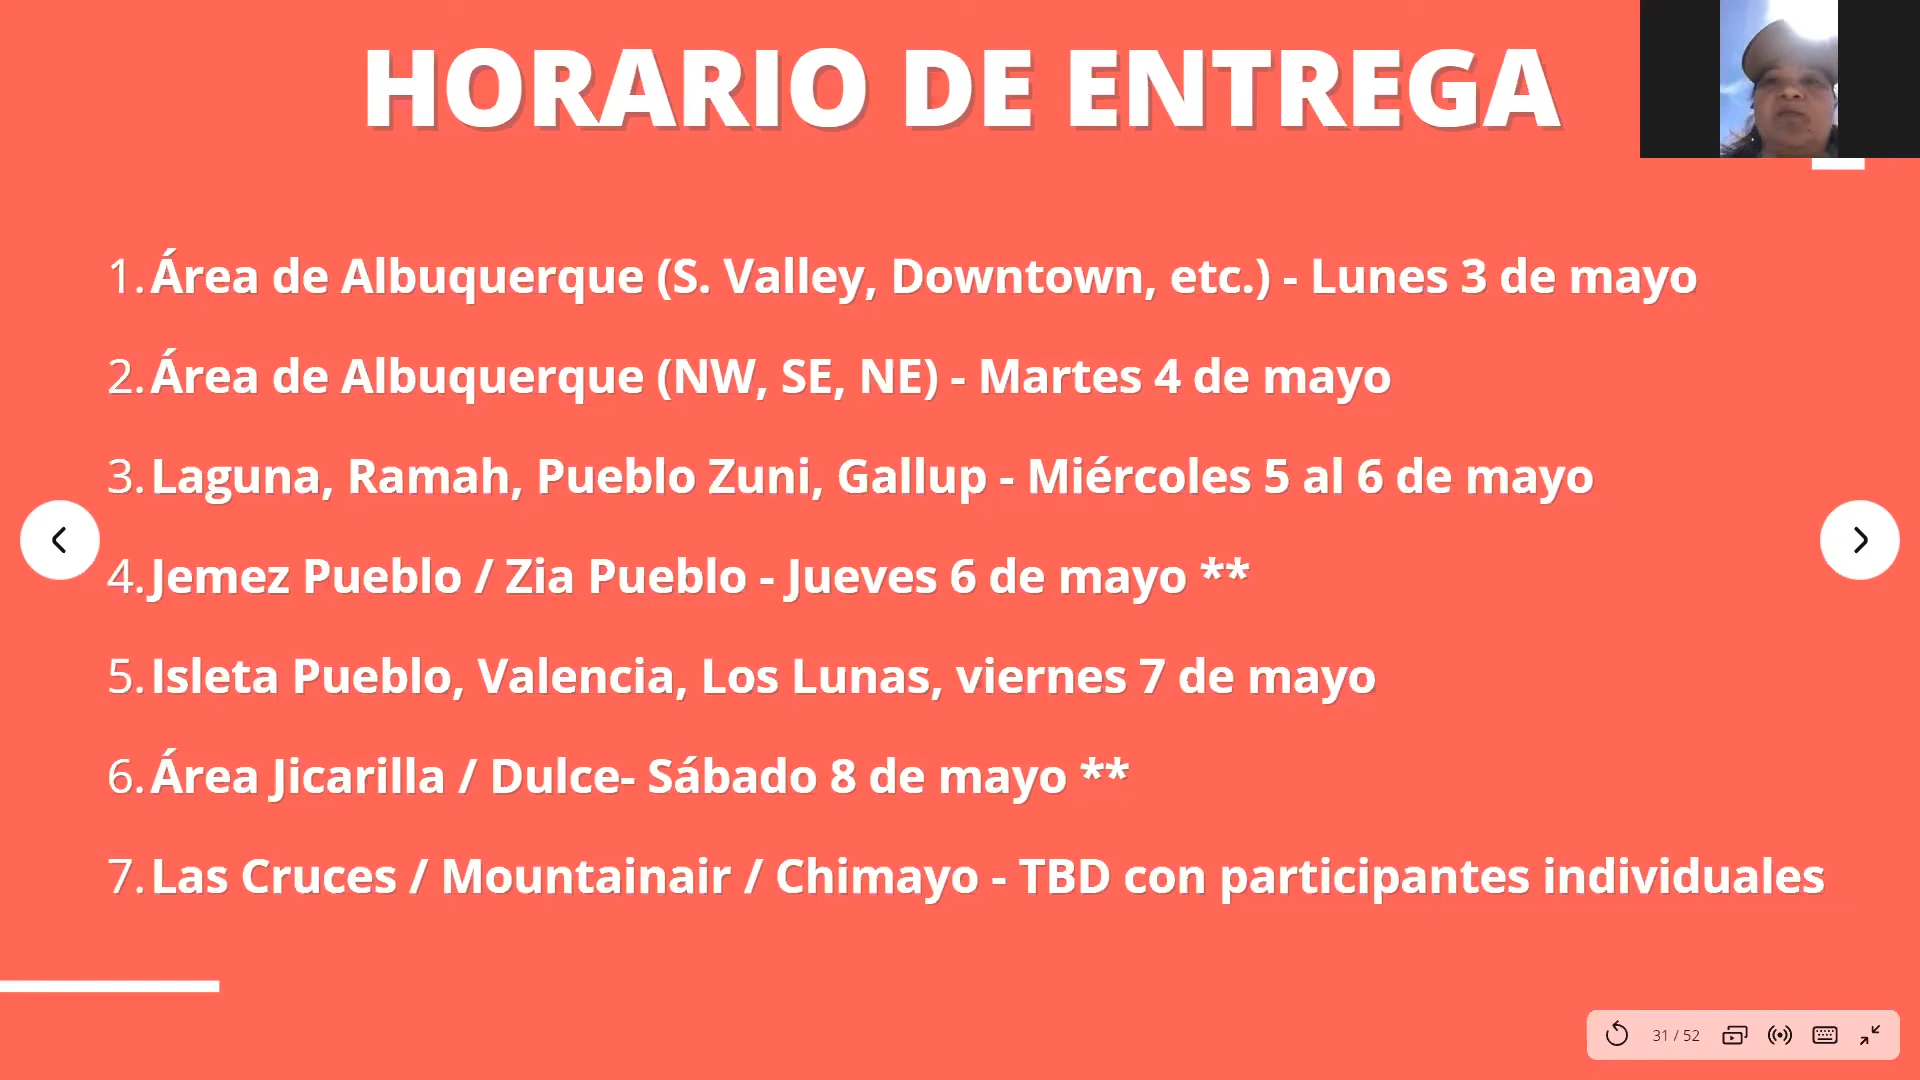 HORARIO DE ENTREGA
1. Área de Albuquerque (S. Valley, Downtown, etc.) - Lunes 3 de mayo
2. Área de Albuquerque (NW, SE, NE) - Martes 4 de mayo
3. Laguna, Ramah, Pueblo Zuni, Gallup - Miércoles 5 al 6 de mayo
4. Jemez Pueblo / Zia Pueblo - Jueves 6 de mayo **
5. Isleta Pueblo, Valencia, Los Lunas, viernes 7 de mayo
6. Área Jicarilla / Dulce- Sábado 8 de mayo **
7. Las Cruces / Mountainair / Chimayo - TBD con participantes individuales
31 / 52